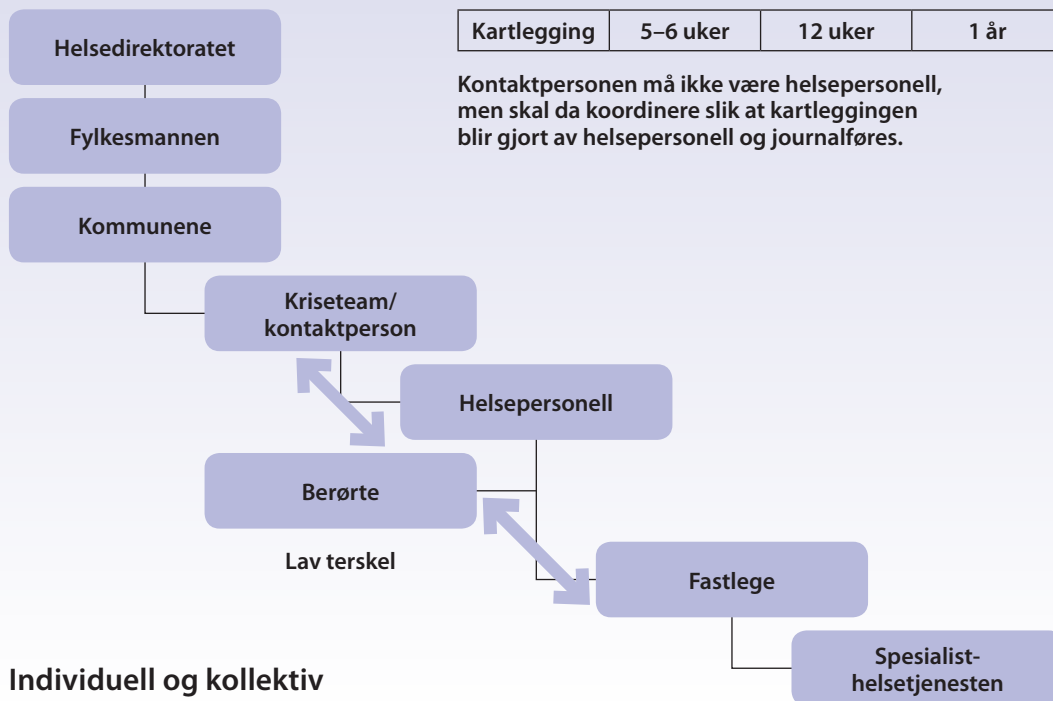 Helsedirektoratet
Fylkesmannen
Kommunene
Kartlegging 5–6 uker 12 uker 1 år
Kontaktpersonen må ikke være helsepersonell,
men skal da koordinere slik at kartleggingen
blir gjort av helsepersonell og journalføres.
Kriseteam/
kontaktperson
Helsepersonell
Berørte
Lav terskel
Fastlege
Spesialist-
helsetjenesten
Individuell og kollektiv